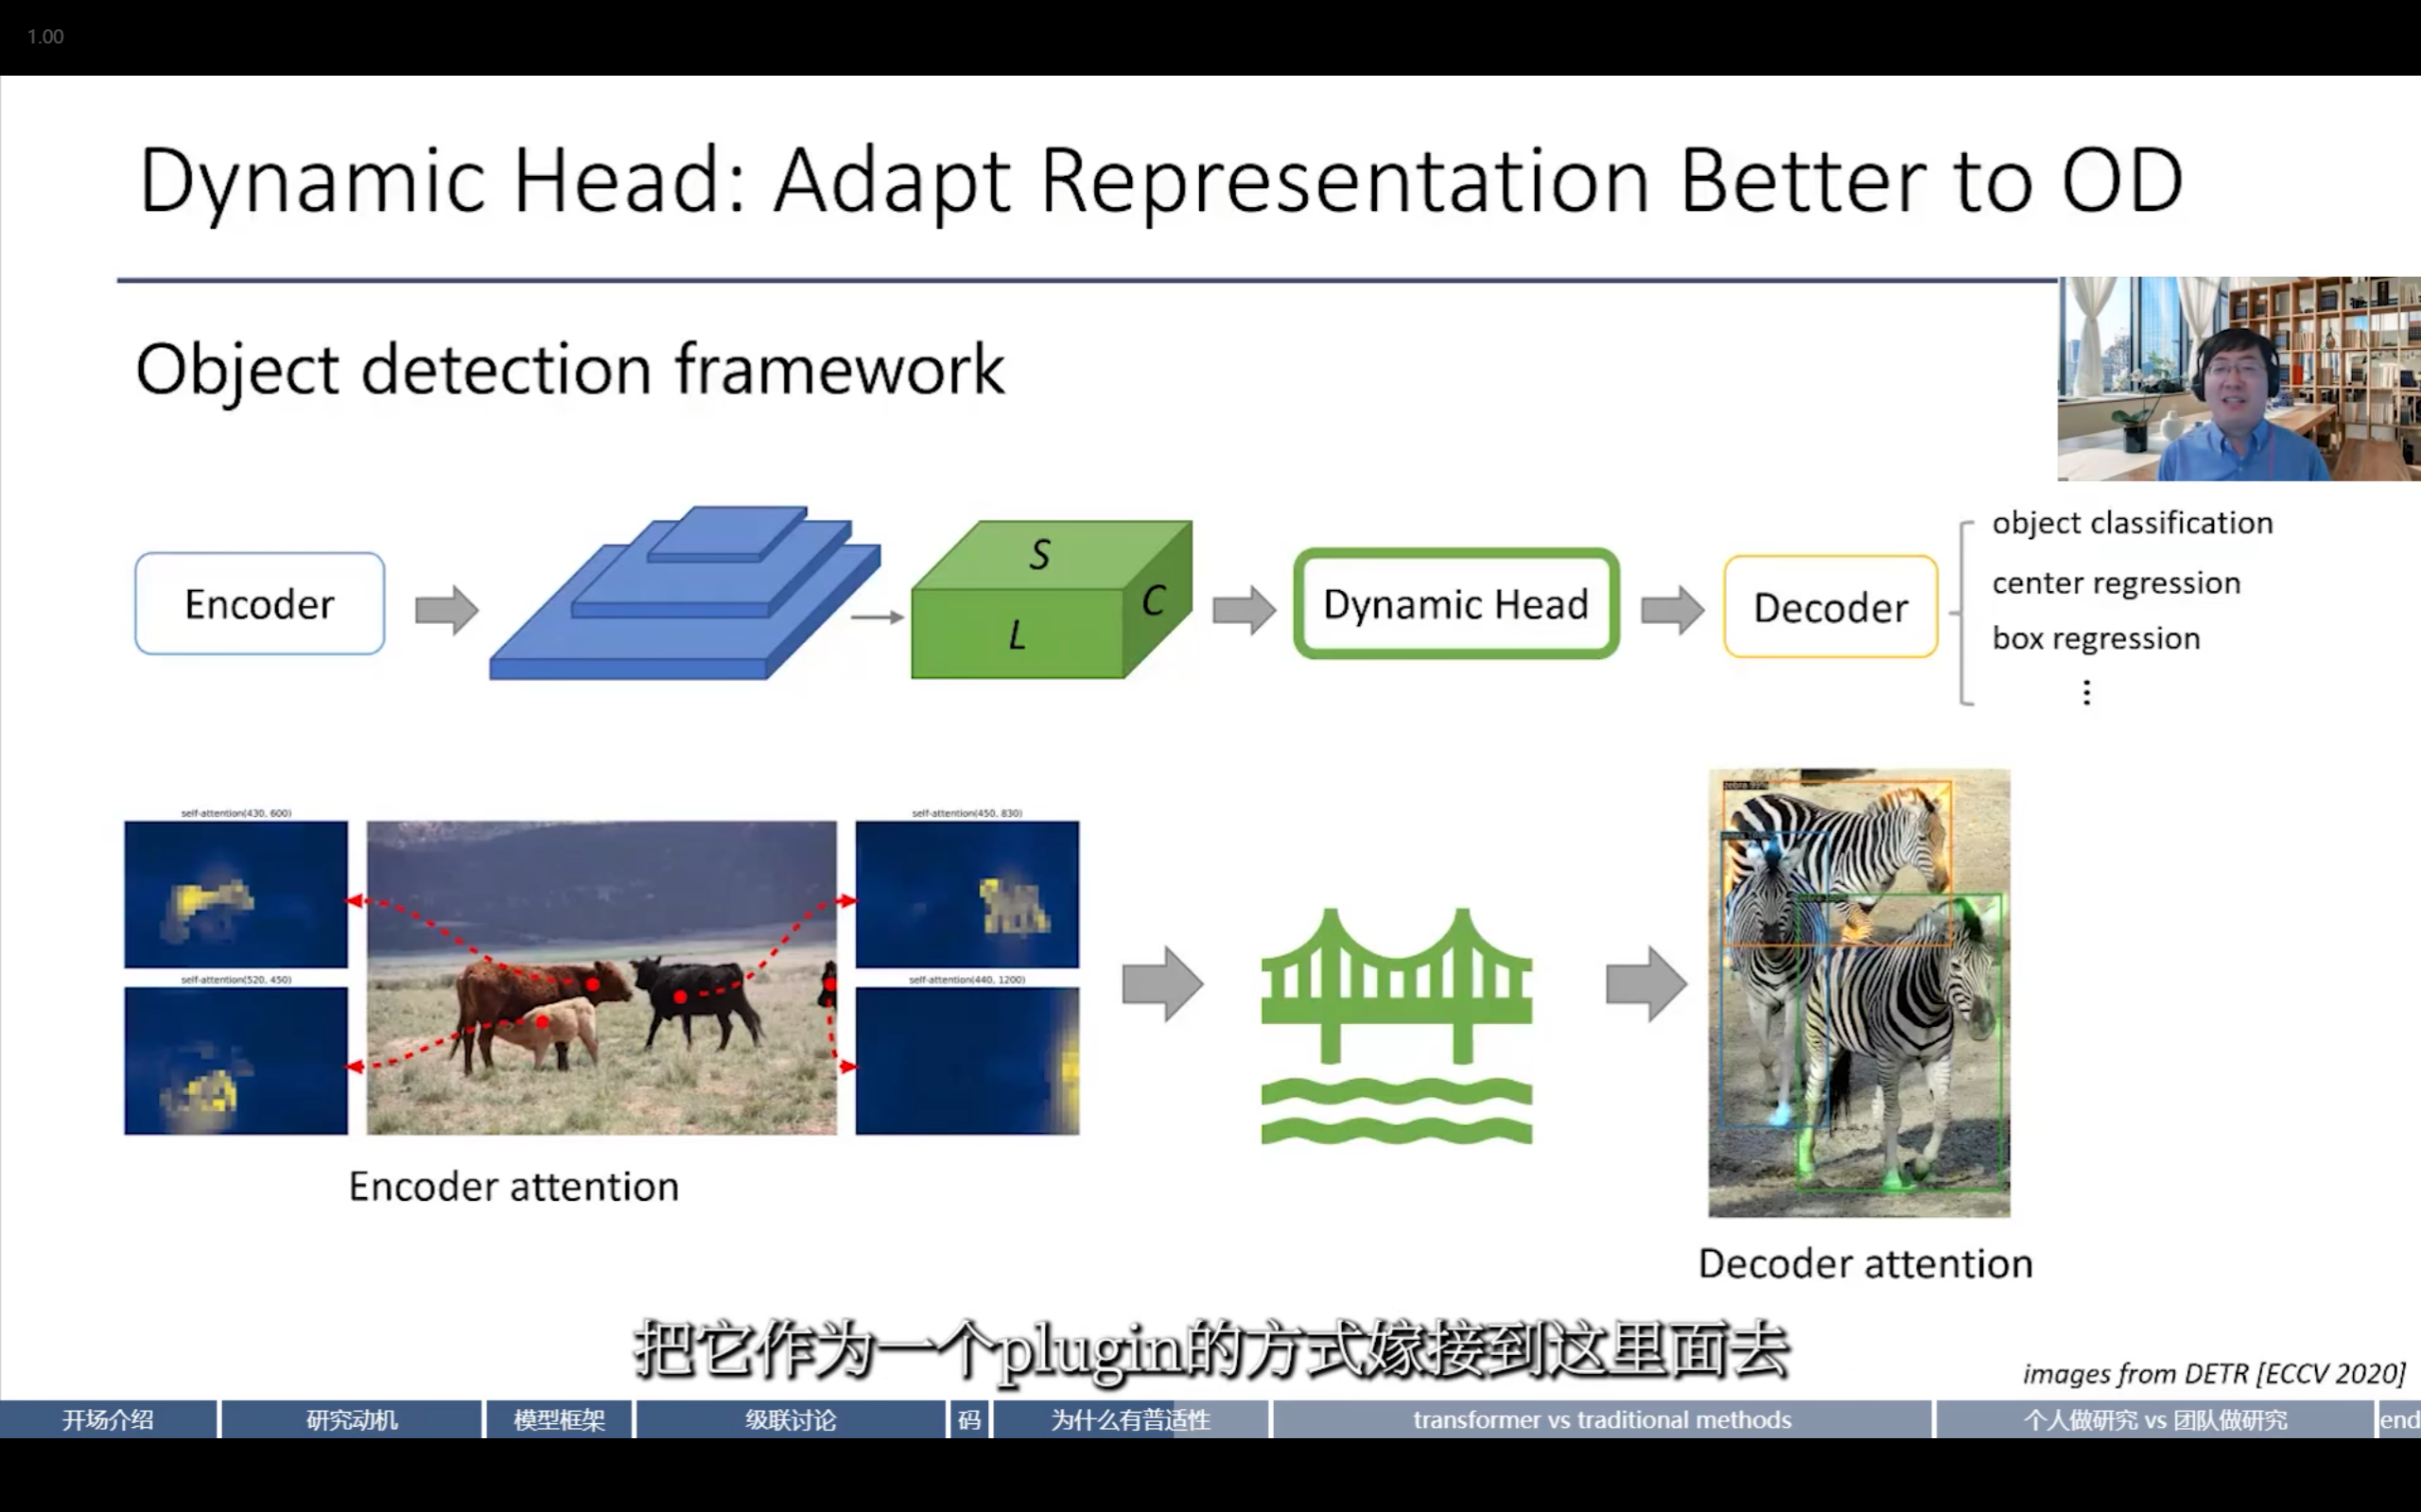 1.00
Dynamic Head: Adapt Representation Better to OD
Object detection framework
Encoder
S
L
C
Dynamic Head
Decoder
object classification
center regression
box regression
⋮
self-attention(430, 600)
self-attention(450, 830)
self-attention(520, 450)
self-attention(440, 1200)
Encoder attention
Decoder attention
把它作为一个plugin的方式嫁接到这里面去
images from DETR [ECCV 2020]
开场介绍 研究动机 模型框架 级联讨论 码 为什么有普适性 transformer vs traditional methods 个人做研究 vs 团队做研究 end